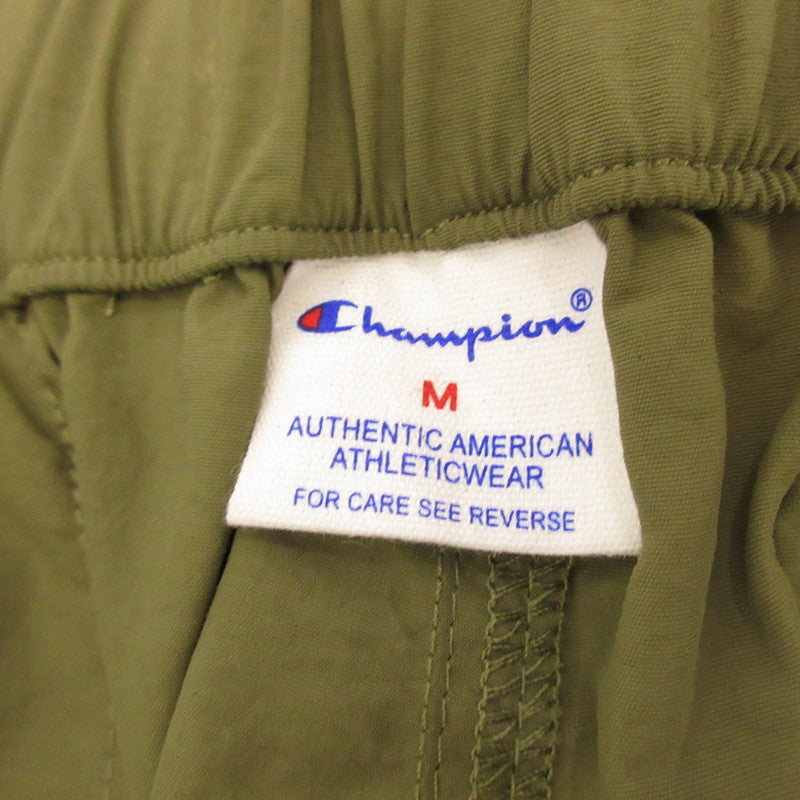 Champion®
M
AUTHENTIC AMERICAN
ATHLETICWEAR
FOR CARE SEE REVERSE